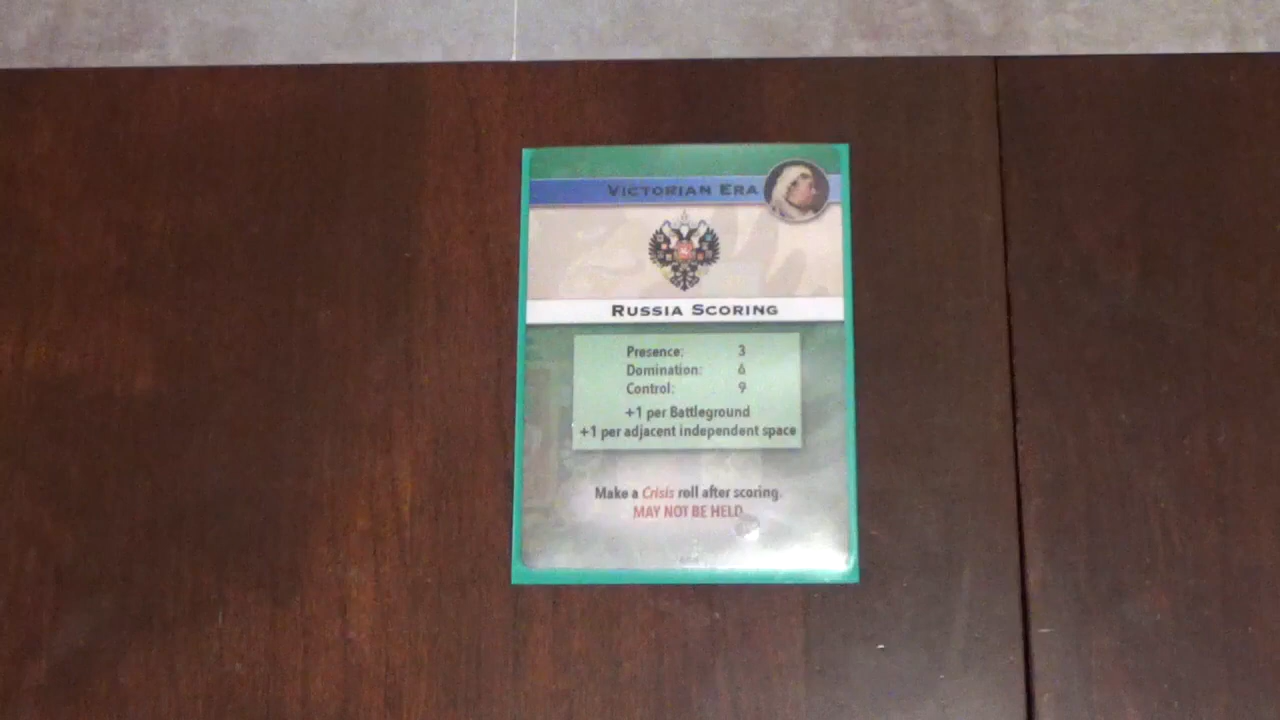 VICTORIAN ERA
RUSSIA SCORING
Presence: 3
Domination: 6
Control: 9
+1 per Battleground
+1 per adjacent independent space
Make a Crisis roll after scoring.
MAY NOT BE HELD.